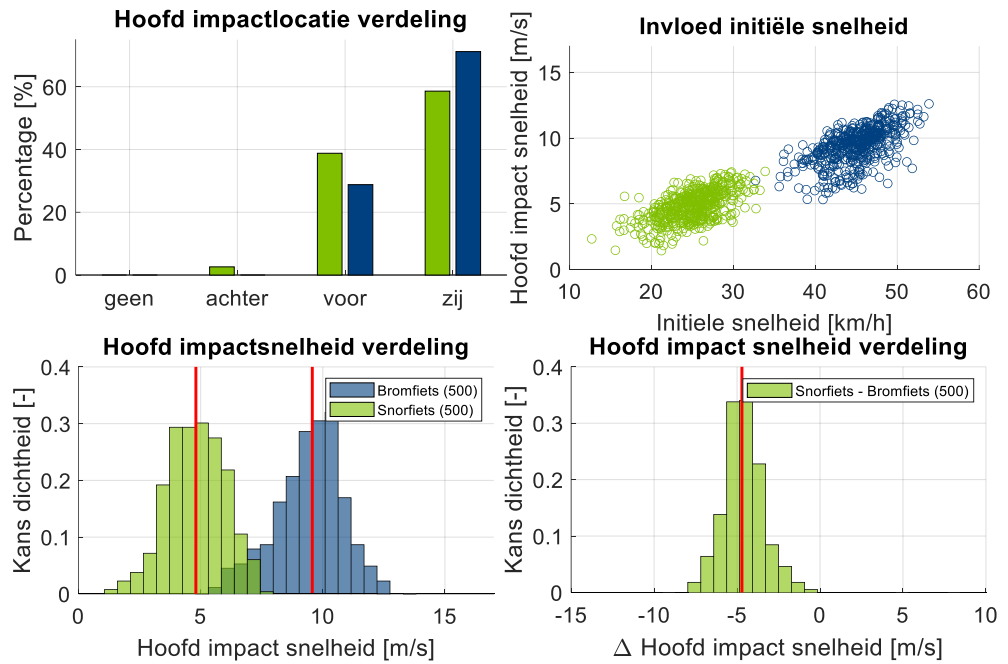 Hoofd impactlocatie verdeling
Percentage [%]
60
40
20
0
geen achter voor zij
Invloed initiële snelheid
Hoofd impact snelheid [m/s]
15
10
5
0
10 20 30 40 50 60
Initiele snelheid [km/h]
Hoofd impactsnelheid verdeling
Kans dichtheid [-]
0.4
0.3
0.2
0.1
0
Bromfiets (500)
Snorfiets (500)
0 5 10 15
Hoofd impact snelheid [m/s]
Hoofd impact snelheid verdeling
Kans dichtheid [-]
0.4
0.3
0.2
0.1
0
Snorfiets - Bromfiets (500)
-15 -10 -5 0 5 10
Δ Hoofd impact snelheid [m/s]